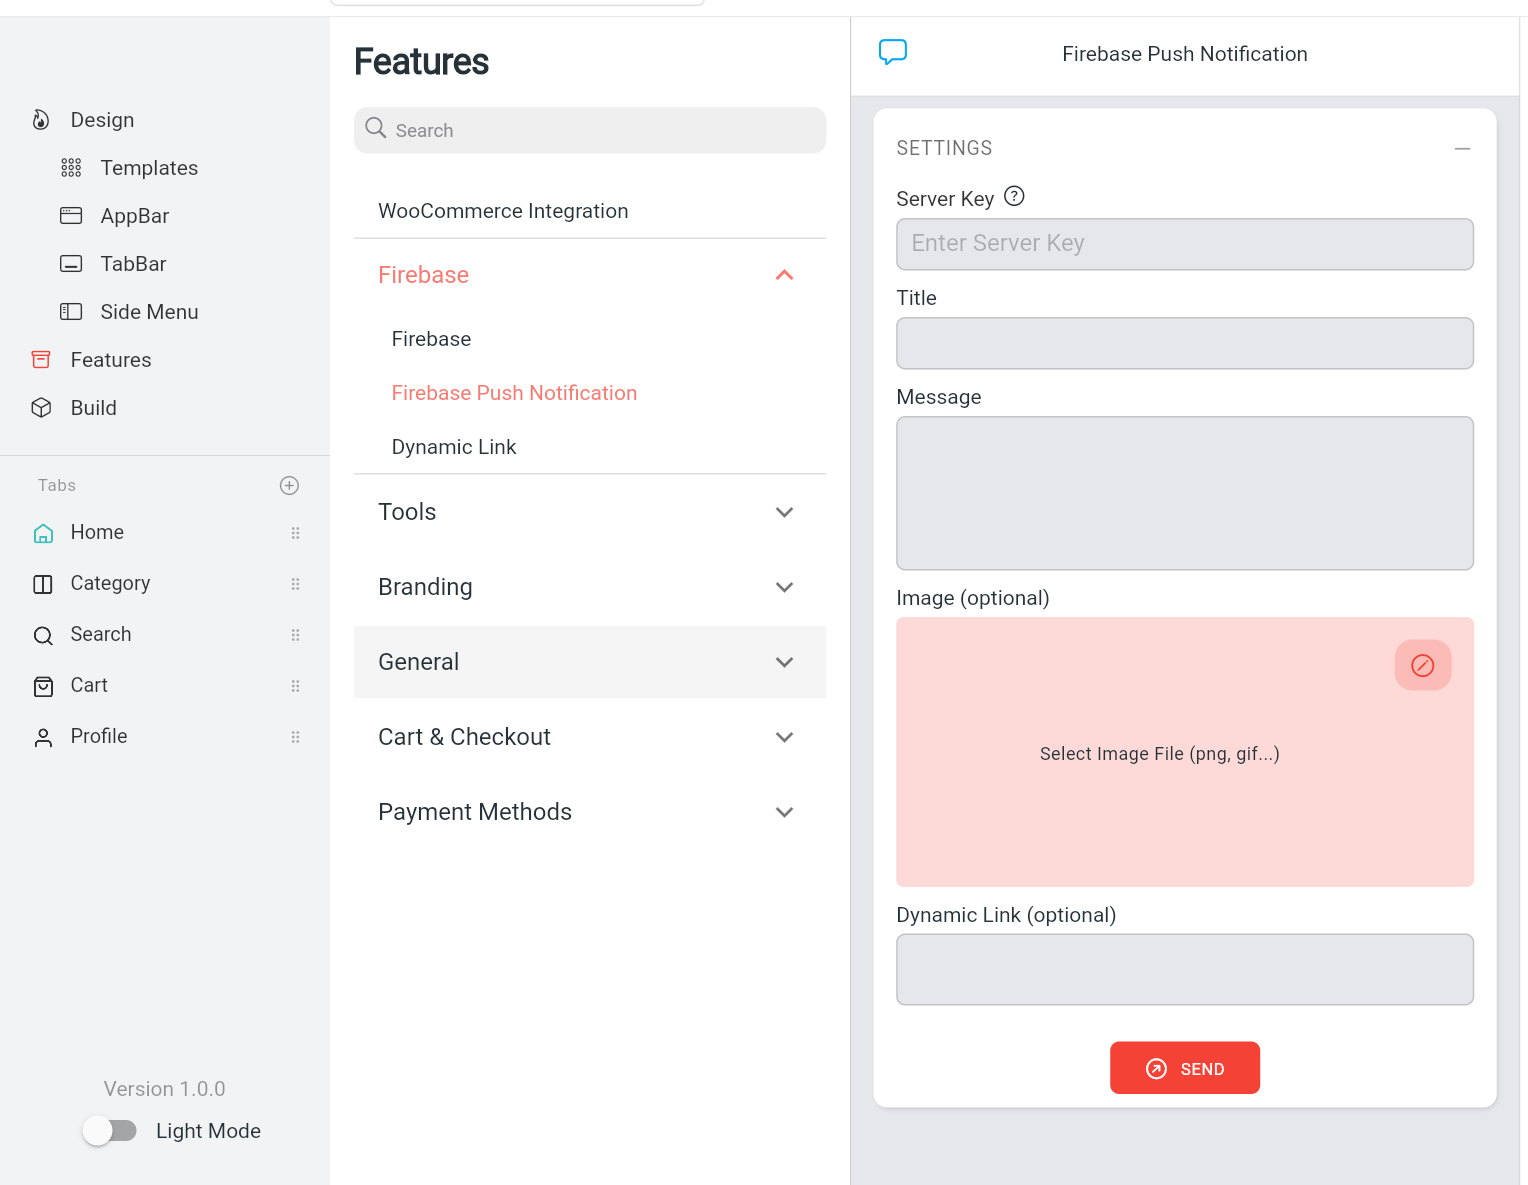 Design
Templates
AppBar
TabBar
Side Menu
Features
Build
Tabs
Home
Category
Search
Cart
Profile
Version 1.0.0
Light Mode
Features
Search
WooCommerce Integration
Firebase
Firebase
Firebase Push Notification
Dynamic Link
Tools
Branding
General
Cart & Checkout
Payment Methods
Firebase Push Notification
SETTINGS
Server Key
Enter Server Key
Title
Message
Image (optional)
Select Image File (png, gif...)
Dynamic Link (optional)
SEND